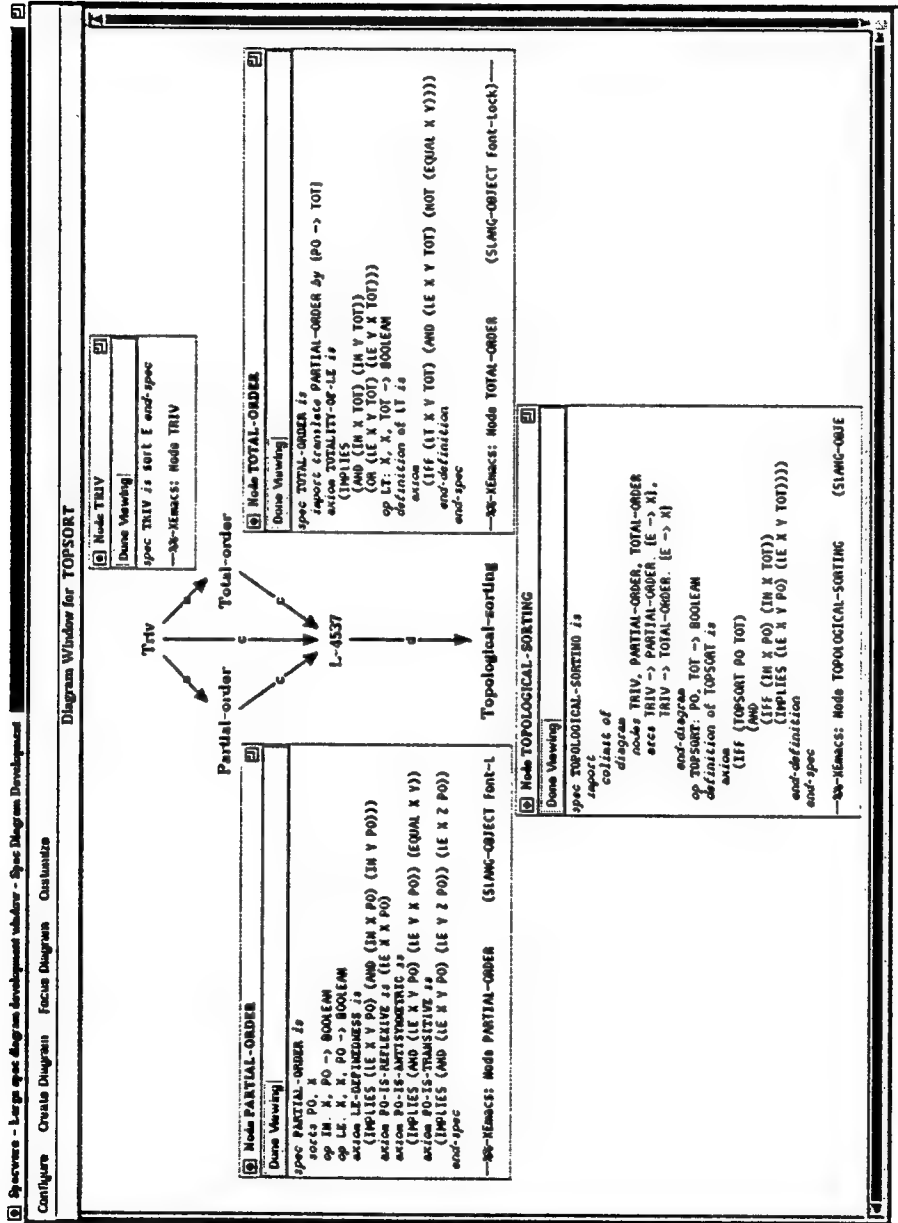 Specware - Large spec diagram development window - Spec Diagram Development
Configure Create Diagram Focus Diagram Customize
Diagram Window for TOPSORT
Node TRIV
Done Viewing
spec TRIV is sort E end-spec
--%%-XEmacs: Node TRIV
Triv
a
c
a
Partial-order
Total-order
c
c
L-4537
d
Topological-sorting
Node PARTIAL-ORDER
Done Viewing
spec PARTIAL-ORDER is
sorts PO, X
op IN: X, PO -> BOOLEAN
op LE: X, X, PO -> BOOLEAN
axiom LE-DEFINEDNESS is
(IMPLIES (LE X Y PO) (AND (IN X PO) (IN Y PO)))
axiom PO-IS-REFLEXIVE is (LE X X PO)
axiom PO-IS-ANTISYMMETRIC is
(IMPLIES (AND (LE X Y PO) (LE Y X PO)) (EQUAL X Y))
axiom PO-IS-TRANSITIVE is
(IMPLIES (AND (LE X Y PO) (LE Y Z PO)) (LE X Z PO))
end-spec
--%%-XEmacs: Node PARTIAL-ORDER (SLANG-OBJECT Font-L
Node TOTAL-ORDER
Done Viewing
spec TOTAL-ORDER is
import translate PARTIAL-ORDER by {PO -> TOT}
axiom TOTALITY-OF-LE is
(IMPLIES
(AND (IN X TOT) (IN Y TOT))
(OR (LE X Y TOT) (LE Y X TOT)))
op LT: X, X, TOT -> BOOLEAN
definition of LT is
axiom
(IFF (LT X Y TOT) (AND (LE X Y TOT) (NOT (EQUAL X Y))))
end-definition
end-spec
--%%-XEmacs: Node TOTAL-ORDER (SLANG-OBJECT Font-Lock)----
Node TOPOLOGICAL-SORTING
Done Viewing
spec TOPOLOGICAL-SORTING is
import
colimit of
diagram
nodes TRIV, PARTIAL-ORDER, TOTAL-ORDER
arcs TRIV -> PARTIAL-ORDER. {E -> X},
TRIV -> TOTAL-ORDER. {E -> X}
end-diagram
op TOPSORT: PO, TOT -> BOOLEAN
definition of TOPSORT is
axiom
(IFF (TOPSORT PO TOT)
(AND
(IFF (IN X PO) (IN X TOT))
(IMPLIES (LE X Y PO) (LE X Y TOT))))
end-definition
end-spec
--%%-XEmacs: Node TOPOLOGICAL-SORTING (SLANG-OBJE